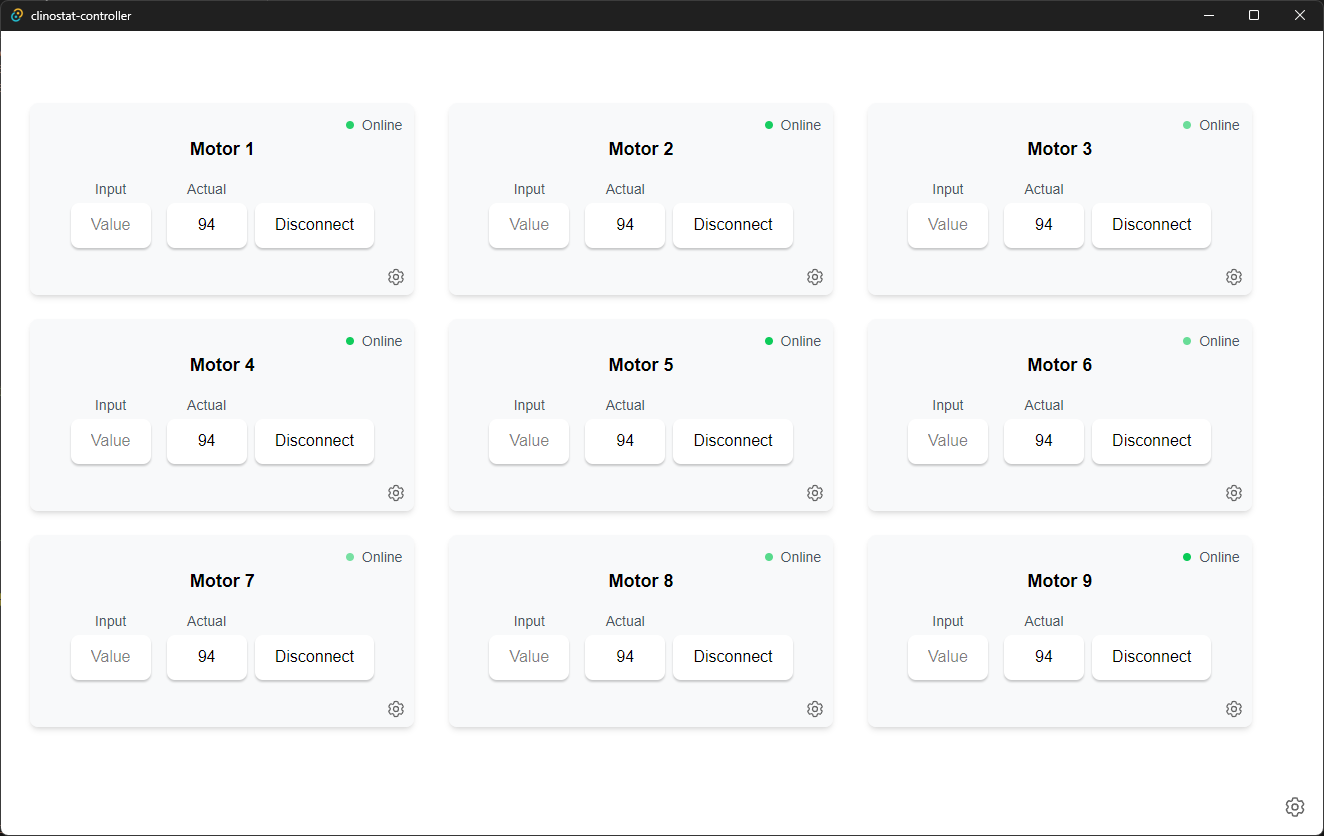 clinostat-controller
Online Online Online
Motor 1 Motor 2 Motor 3
Input Actual Input Actual Input Actual
Value 94 Disconnect Value 94 Disconnect Value 94 Disconnect
Online Online Online
Motor 4 Motor 5 Motor 6
Input Actual Input Actual Input Actual
Value 94 Disconnect Value 94 Disconnect Value 94 Disconnect
Online Online Online
Motor 7 Motor 8 Motor 9
Input Actual Input Actual Input Actual
Value 94 Disconnect Value 94 Disconnect Value 94 Disconnect